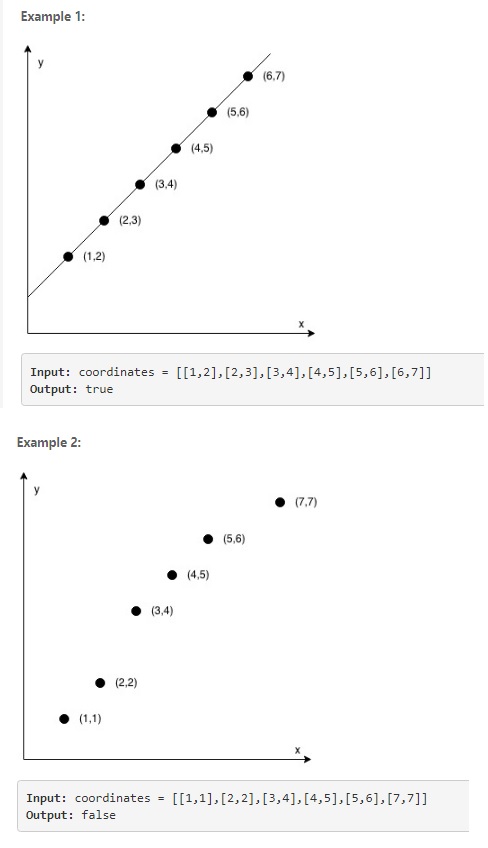 Example 1:
y
(6,7)
(5,6)
(4,5)
(3,4)
(2,3)
(1,2)
x
Input: coordinates = [[1,2],[2,3],[3,4],[4,5],[5,6],[6,7]]
Output: true
Example 2:
y
(7,7)
(5,6)
(4,5)
(3,4)
(2,2)
(1,1)
x
Input: coordinates = [[1,1],[2,2],[3,4],[4,5],[5,6],[7,7]]
Output: false